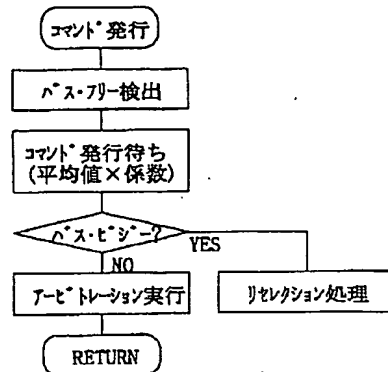 コマンド発行
バス・フリー検出
コマンド発行待ち
(平均値×係数)
バス・ビジー?
YES
NO
アービトレーション実行
リセレクション処理
RETURN